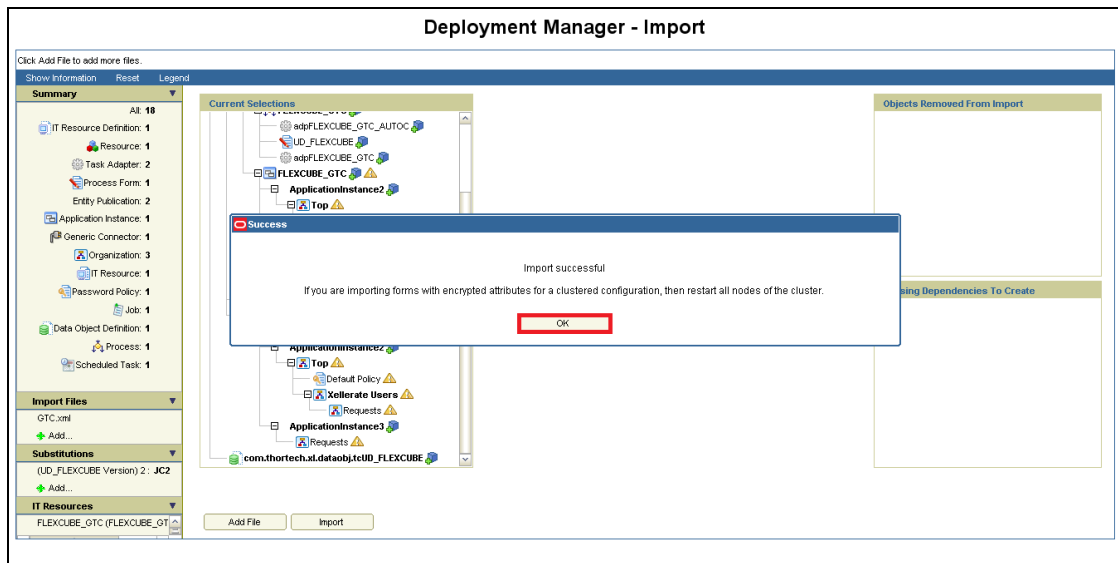 Deployment Manager - Import
Click Add File to add more files.
Show Information Reset Legend
Summary
All: 18
IT Resource Definition: 1
Resource: 1
Task Adapter: 2
Process Form: 1
Entity Publication: 2
Application Instance: 1
Generic Connector: 1
Organization: 3
IT Resource: 1
Password Policy: 1
Job: 1
Data Object Definition: 1
Process: 1
Scheduled Task: 1
Import Files
GTC.xml
Add...
Substitutions
(UD_FLEXCUBE Version) 2 : JC2
Add...
IT Resources
FLEXCUBE_GTC (FLEXCUBE_GT
Current Selections
FLEXCUBE_GTC
adpFLEXCUBE_GTC_AUTOC
UD_FLEXCUBE
adpFLEXCUBE_GTC
FLEXCUBE_GTC
ApplicationInstance2
Top
Success
Import successful
If you are importing forms with encrypted attributes for a clustered configuration, then restart all nodes of the cluster.
OK
ApplicationInstance2
Top
Default Policy
Xellerate Users
Requests
ApplicationInstance3
Requests
com.thortech.xl.dataobj.tcUD_FLEXCUBE
Add File
Import
Objects Removed From Import
sing Dependencies To Create